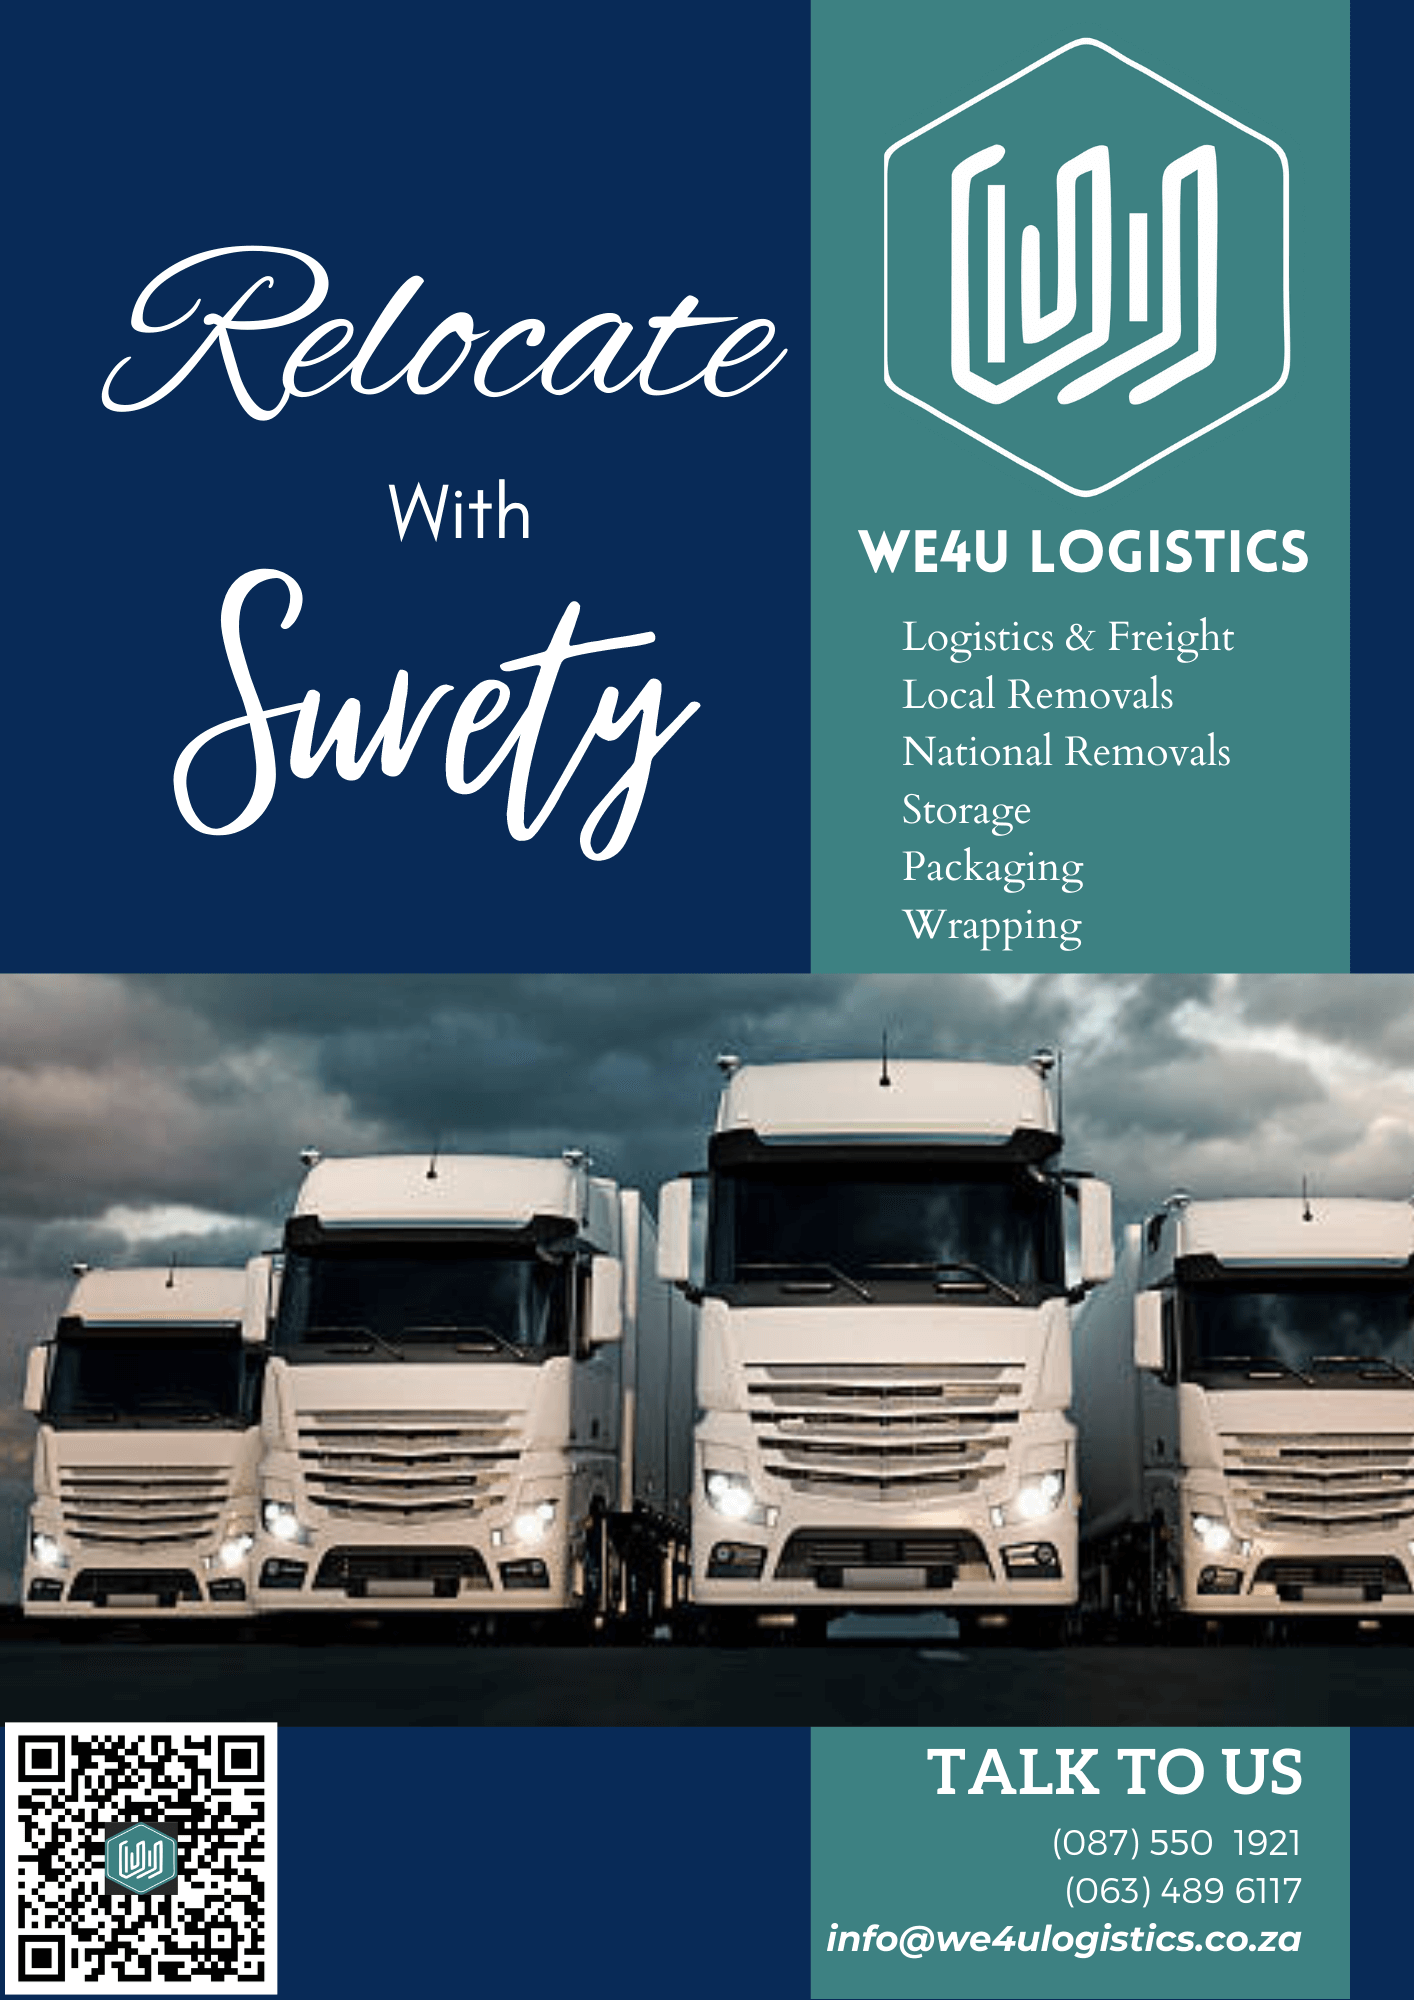 Relocate
With
Surety
WE4U LOGISTICS
Logistics & Freight
Local Removals
National Removals
Storage
Packaging
Wrapping
TALK TO US
(087) 550 1921
(063) 489 6117
info@we4ulogistics.co.za